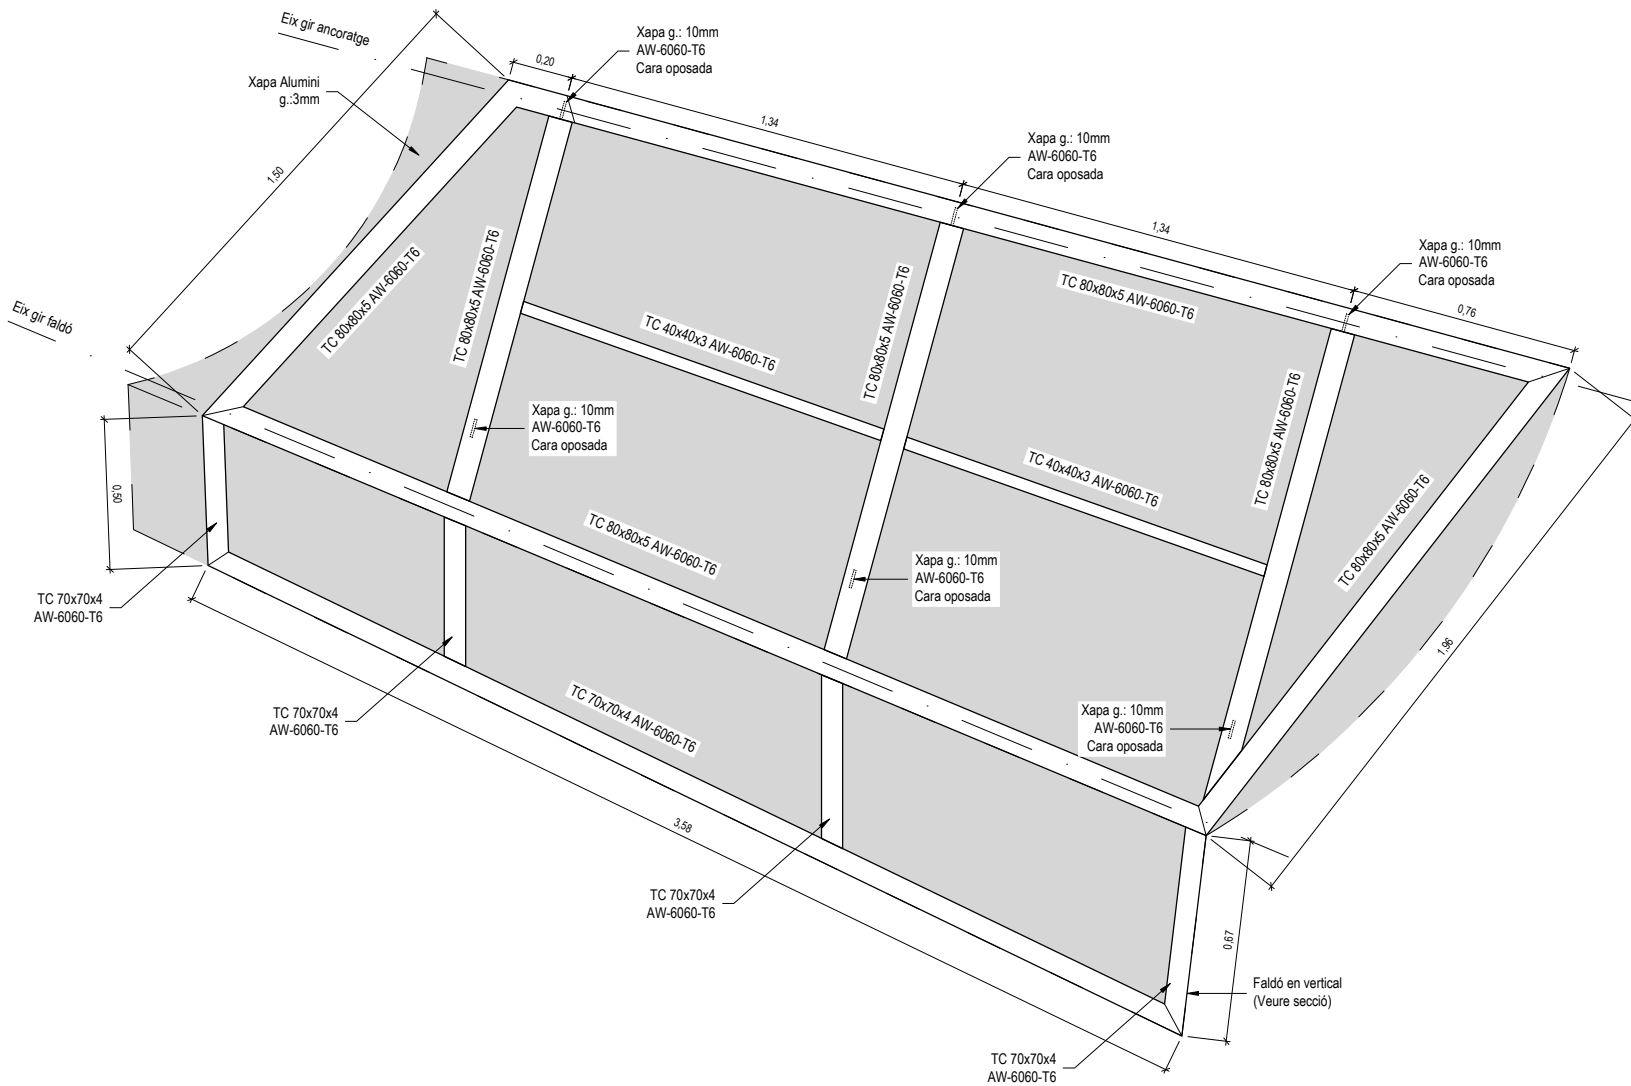 Eix gir ancoratge
Xapa g.: 10mm
AW-6060-T6
Cara oposada
0,20
Xapa Alumini
g.:3mm
1,34
Xapa g.: 10mm
AW-6060-T6
Cara oposada
1,50
1,34
Xapa g.: 10mm
AW-6060-T6
Cara oposada
0,76
TC 80x80x5 AW-6060-T6
TC 80x80x5 AW-6060-T6
TC 80x80x5 AW-6060-T6
TC 80x80x5 AW-6060-T6
Eix gir faldó
TC 40x40x3 AW-6060-T6
TC 80x80x5 AW-6060-T6
Xapa g.: 10mm
AW-6060-T6
Cara oposada
TC 40x40x3 AW-6060-T6
TC 80x80x5 AW-6060-T6
0,50
TC 80x80x5 AW-6060-T6
Xapa g.: 10mm
AW-6060-T6
Cara oposada
TC 70x70x4
AW-6060-T6
1,96
TC 70x70x4
AW-6060-T6
TC 70x70x4 AW-6060-T6
Xapa g.: 10mm
AW-6060-T6
Cara oposada
3,58
TC 70x70x4
AW-6060-T6
0,67
Faldó en vertical
(Veure secció)
TC 70x70x4
AW-6060-T6